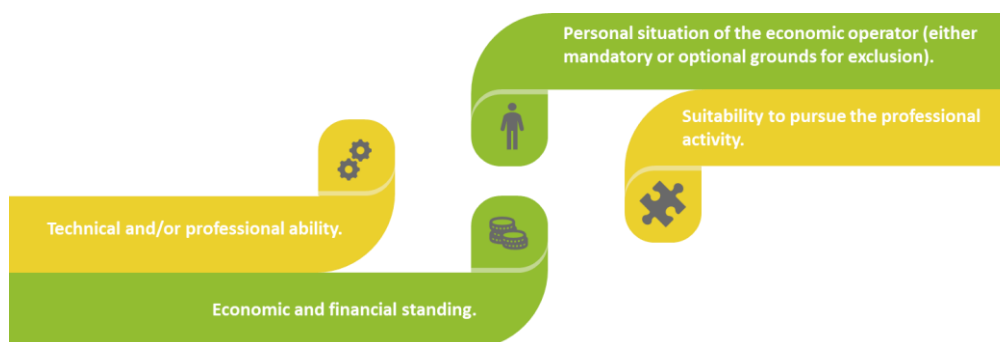 Personal situation of the economic operator (either
mandatory or optional grounds for exclusion).
Suitability to pursue the professional
activity.
Technical and/or professional ability.
Economic and financial standing.